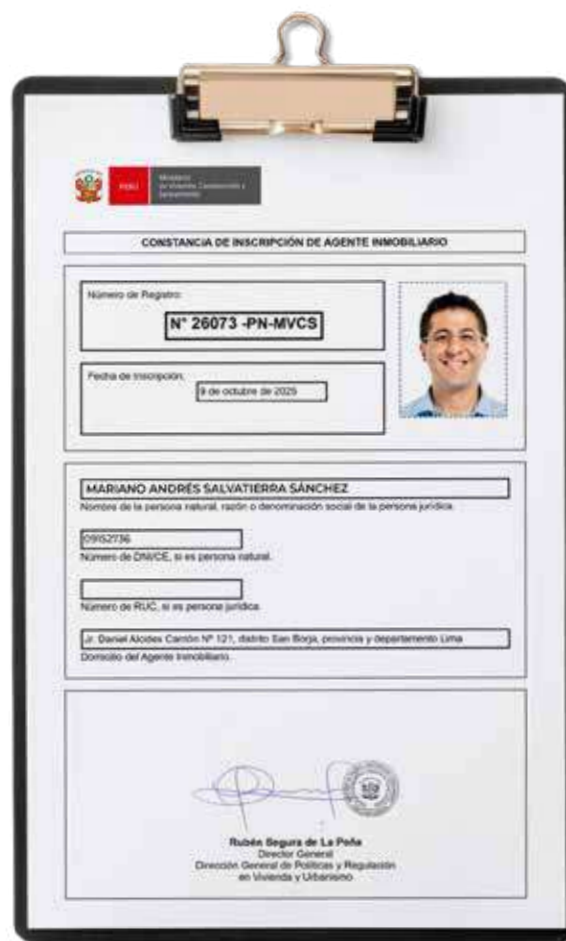 PERÚ
Ministerio
de Vivienda, Construcción y
Saneamiento
CONSTANCIA DE INSCRIPCIÓN DE AGENTE INMOBILIARIO
Número de Registro:
N° 26073 -PN-MVCS
Fecha de Inscripción:
9 de octubre de 2025
MARIANO ANDRÉS SALVATIERRA SÁNCHEZ
Nombre de la persona natural, razón o denominación social de la persona jurídica.
09152736
Número de DNI/CE, si es persona natural.
Número de RUC, si es persona jurídica.
Jr. Daniel Alcides Carrión Nº 121, distrito San Borja, provincia y departamento Lima
Domicilio del Agente Inmobiliario.
Rubén Segura de La Peña
Director General
Dirección General de Políticas y Regulación
en Vivienda y Urbanismo